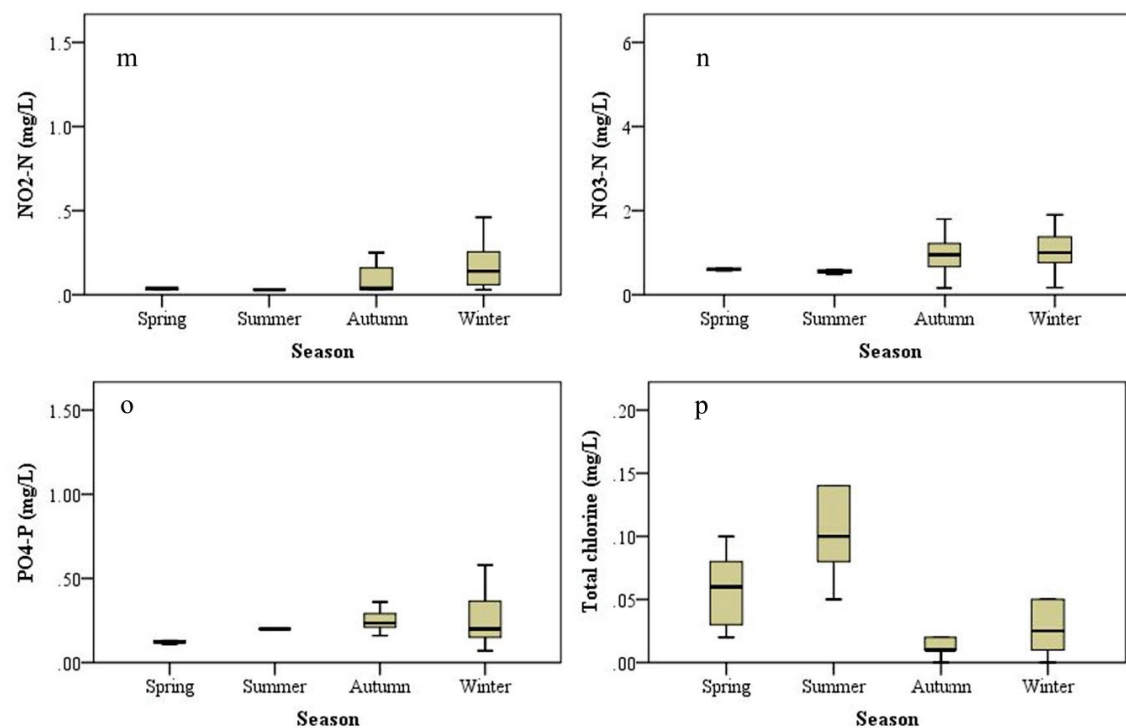 m
NO2-N (mg/L)
1.5
1.0
.5
.0
Spring Summer Autumn Winter
Season
n
NO3-N (mg/L)
6
4
2
0
Spring Summer Autumn Winter
Season
o
PO4-P (mg/L)
1.50
1.00
.50
.00
Spring Summer Autumn Winter
Season
p
Total chlorine (mg/L)
.20
.15
.10
.05
.00
Spring Summer Autumn Winter
Season